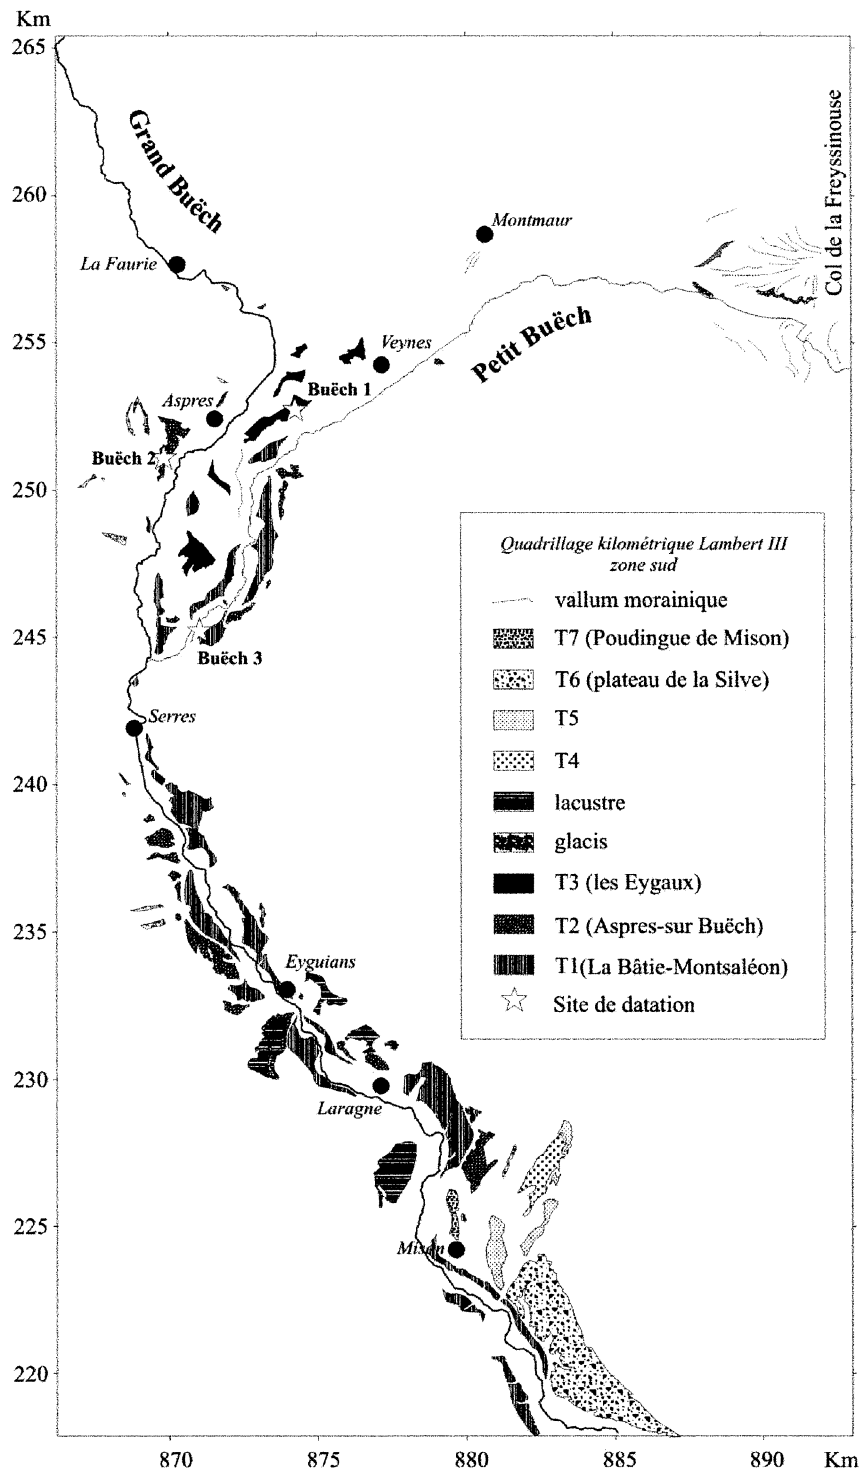 Km
265
260
255
250
245
240
235
230
225
220
870
875
880
885
890
Km
Grand Buëch
Col de la Freyssinouse
Montmaur
La Faurie
Petit Buëch
Veynes
Buëch 1
Aspres
Buëch 2
Buëch 3
Serres
Eyguians
Laragne
Mison
Quadrillage kilométrique Lambert III
zone sud
vallum morainique
T7 (Poudingue de Mison)
T6 (plateau de la Silve)
T5
T4
lacustre
glacis
T3 (les Eygaux)
T2 (Aspres-sur Buëch)
T1(La Bâtie-Montsaléon)
Site de datation